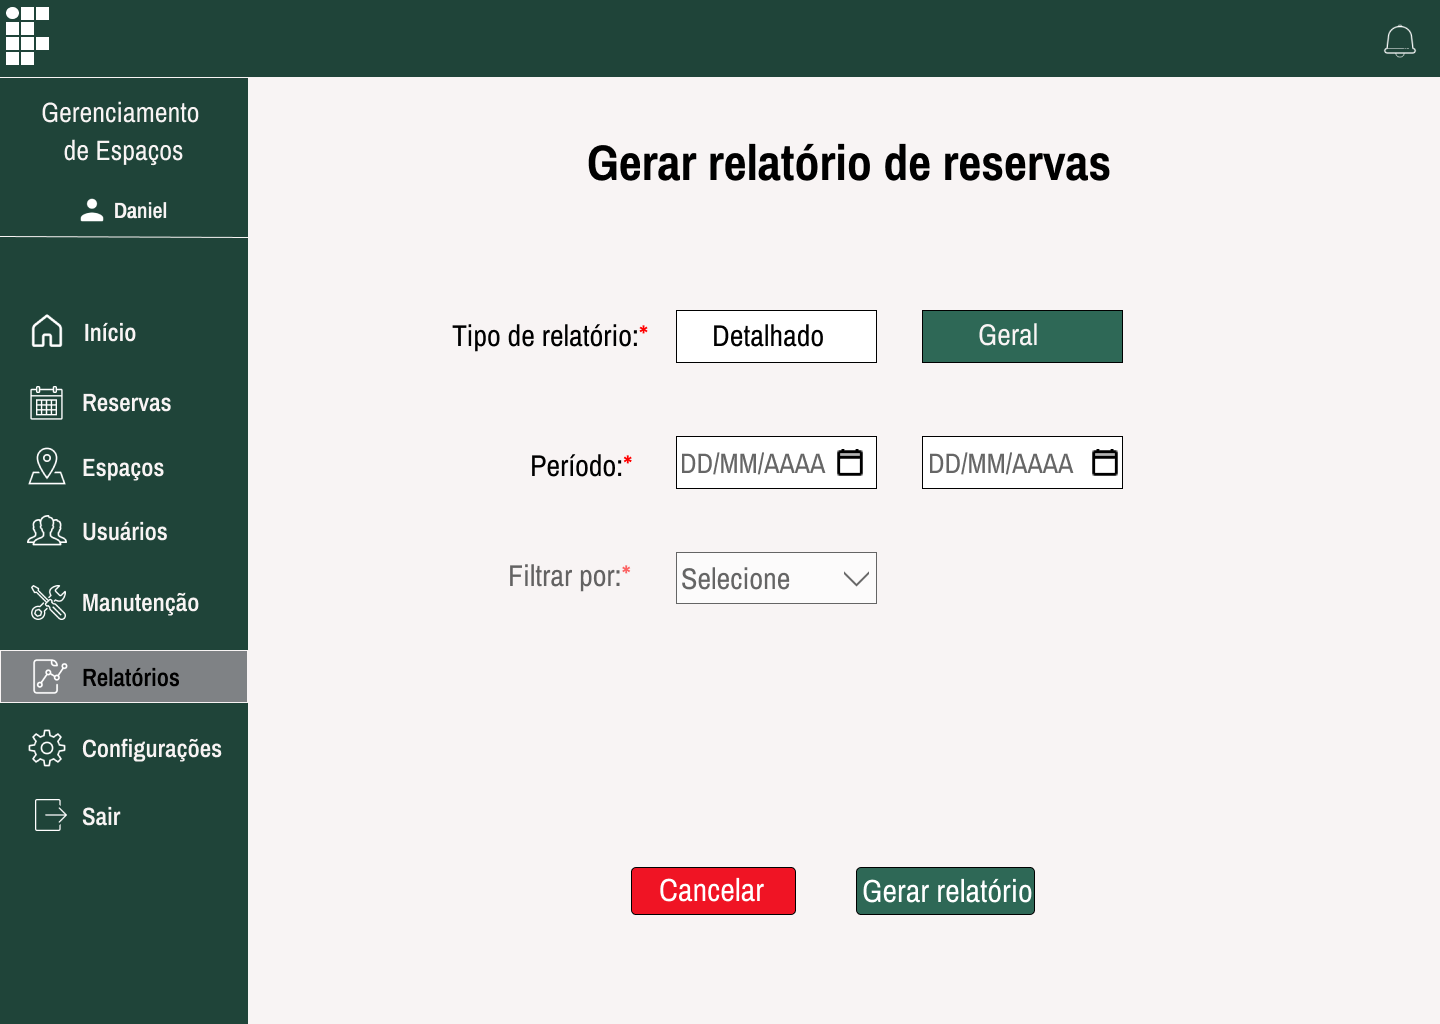 Gerenciamento
de Espaços
Daniel
Início
Reservas
Espaços
Usuários
Manutenção
Relatórios
Configurações
Sair
Gerar relatório de reservas
Tipo de relatório:* Detalhado Geral
Período:* DD/MM/AAAA DD/MM/AAAA
Filtrar por:* Selecione
Cancelar Gerar relatório